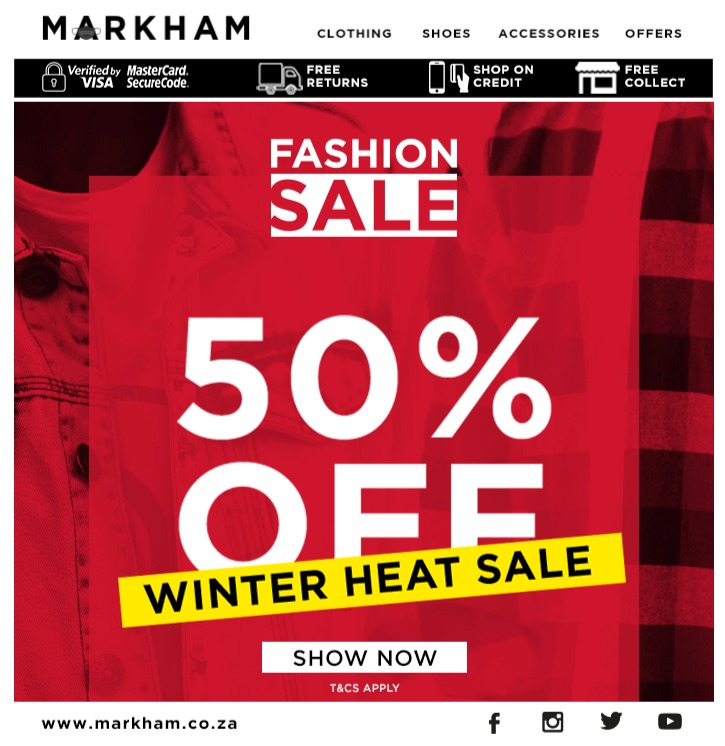 MARKHAM
CLOTHING SHOES ACCESSORIES OFFERS
Verified by VISA
MasterCard. SecureCode.
FREE RETURNS
SHOP ON CREDIT
FREE COLLECT
FASHION
SALE
50%
OFF
WINTER HEAT SALE
SHOW NOW
T&CS APPLY
www.markham.co.za